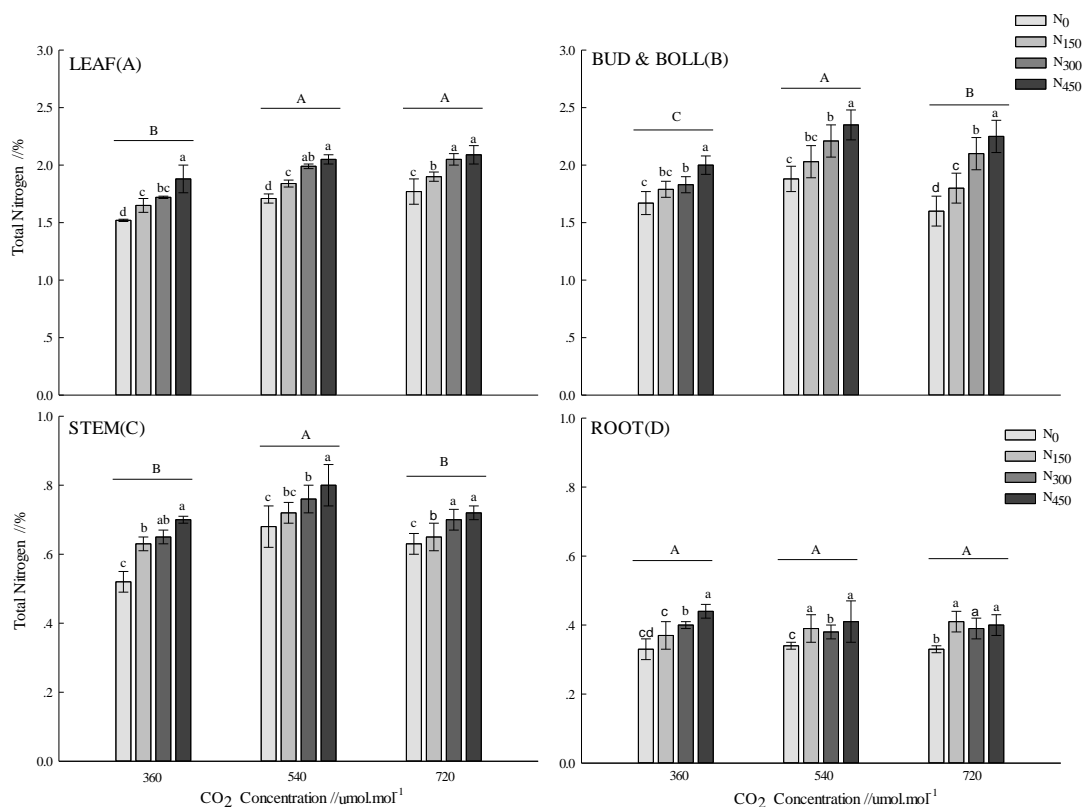 N0
N150
N300
N450
LEAF(A)
3.0
2.5
2.0
1.5
1.0
.5
0.0
Total Nitrogen //%
B
A
A
d
c
bc
a
d
c
ab
a
a
b
a
a
BUD & BOLL(B)
3.0
2.5
2.0
1.5
1.0
.5
0.0
C
A
B
c
bc
b
a
c
bc
b
a
d
c
b
a
STEM(C)
1.0
.8
.6
.4
.2
0.0
Total Nitrogen //%
B
A
B
c
b
ab
a
c
bc
b
a
c
b
a
a
360
540
720
CO2 Concentration //umol.mol-1
ROOT(D)
N0
N150
N300
N450
1.0
.8
.6
.4
.2
0.0
A
A
A
cd
c
b
a
c
a
b
a
b
a
a
a
360
540
720
CO2 Concentration //umol.mol-1